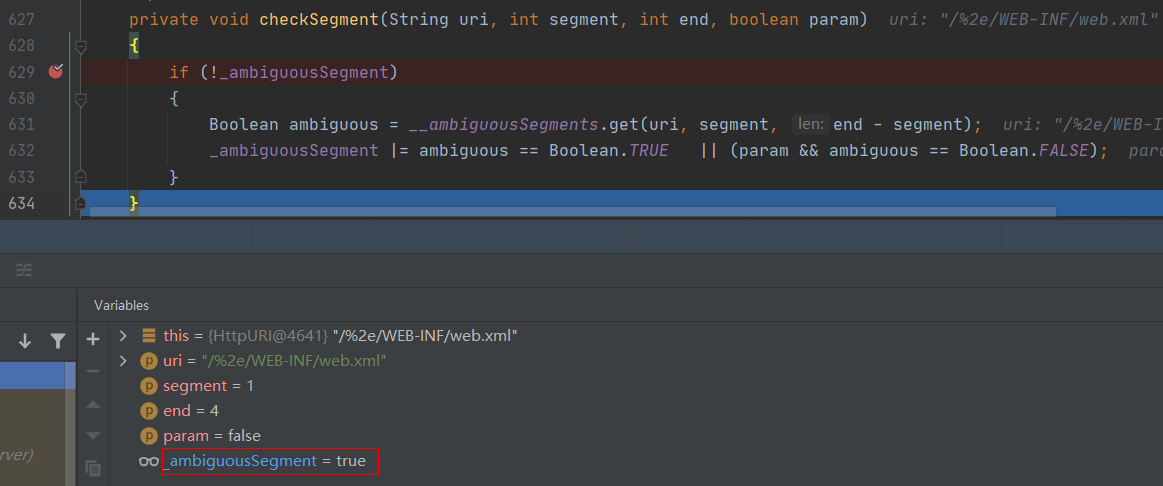 627 private void checkSegment(String uri, int segment, int end, boolean param) uri: "/%2e/WEB-INF/web.xml"
628 {
629 if (!_ambiguousSegment)
630 {
631 Boolean ambiguous = __ambiguousSegments.get(uri, segment, len: end - segment); uri: "/%2e/WEB-I
632 _ambiguousSegment |= ambiguous == Boolean.TRUE || (param && ambiguous == Boolean.FALSE); para
633 }
634 }
Variables
this = {HttpURI@4641} "/%2e/WEB-INF/web.xml"
p uri = "/%2e/WEB-INF/web.xml"
p segment = 1
p end = 4
p param = false
_ambiguousSegment = true
rver)